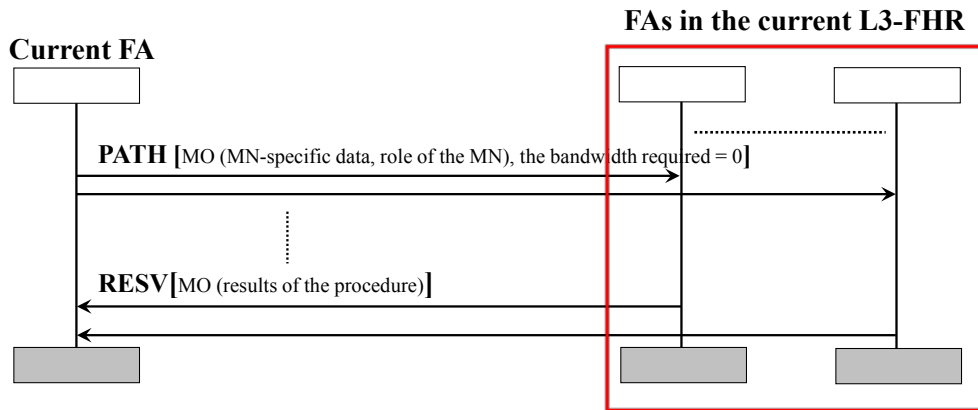 FAs in the current L3-FHR
Current FA
PATH [MO (MN-specific data, role of the MN), the bandwidth required = 0]
RESV[MO (results of the procedure)]